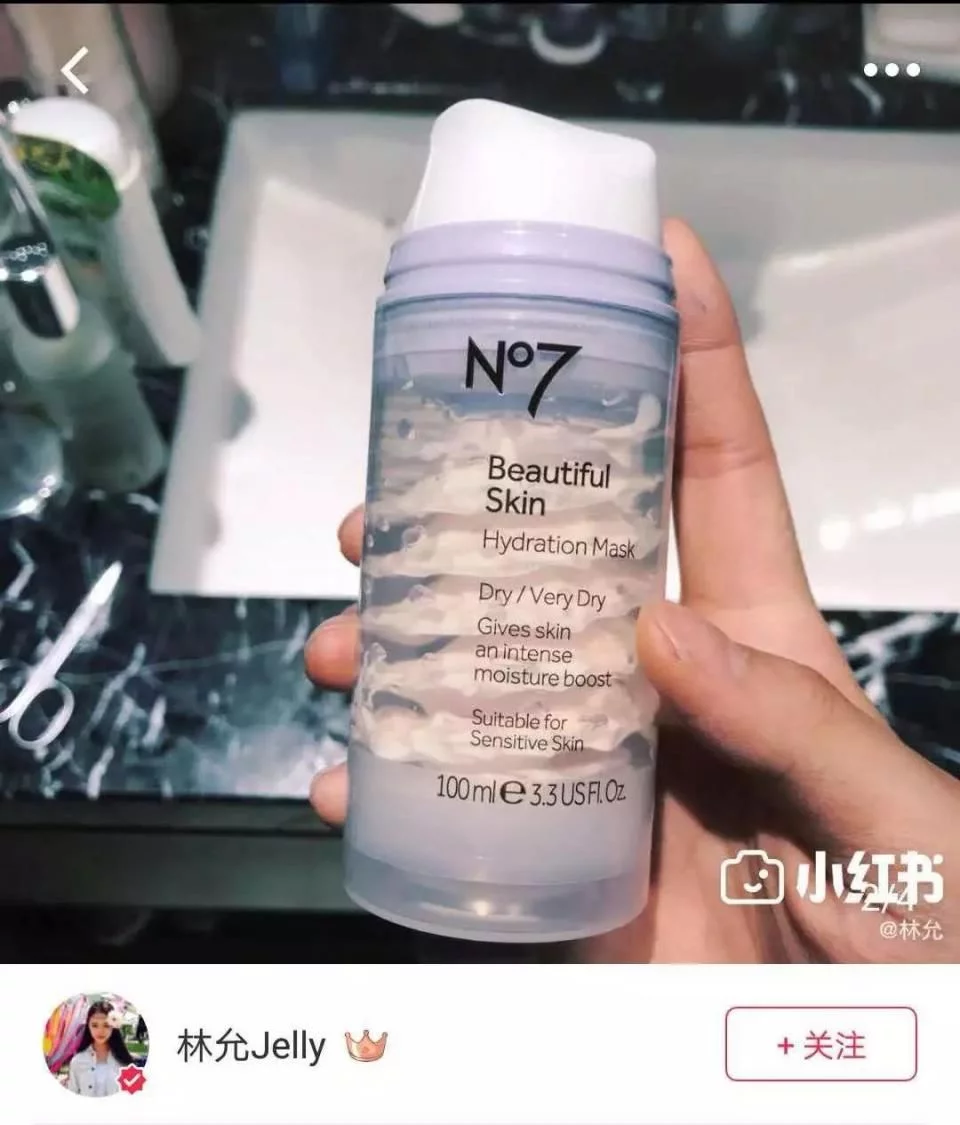 N°7
Beautiful
Skin
Hydration Mask
Dry / Very Dry
Gives skin
an intense
moisture boost
Suitable for
Sensitive Skin
100 ml ℮ 3.3 US Fl. Oz.
小红书
2/4
@林允
林允Jelly
+ 关注